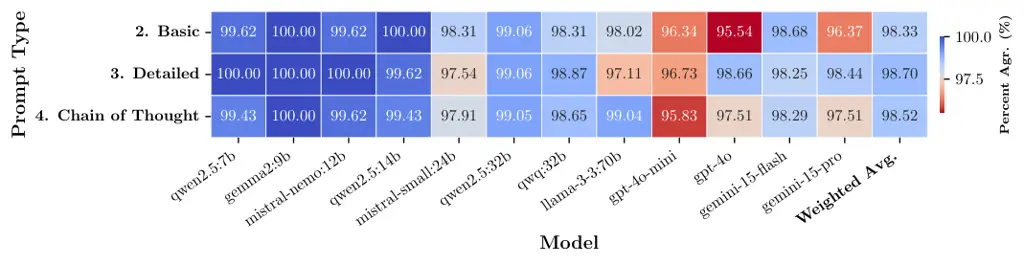 Prompt Type
2. Basic 99.62 100.00 99.62 100.00 98.31 99.06 98.31 98.02 96.34 95.54 98.68 96.37 98.33
3. Detailed 100.00 100.00 100.00 99.62 97.54 99.06 98.87 97.11 96.73 98.66 98.25 98.44 98.70
4. Chain of Thought 99.43 100.00 99.62 99.43 97.91 99.05 98.65 99.04 95.83 97.51 98.29 97.51 98.52
qwen2.5:7b
gemma2:9b
mistral-nemo:12b
qwen2.5:14b
mistral-small:24b
qwen2.5:32b
qwq:32b
llama-3-3:70b
gpt-4o-mini
gpt-4o
gemini-15-flash
gemini-15-pro
Weighted Avg.
Model
100.0
97.5
Percent Agr. (%)